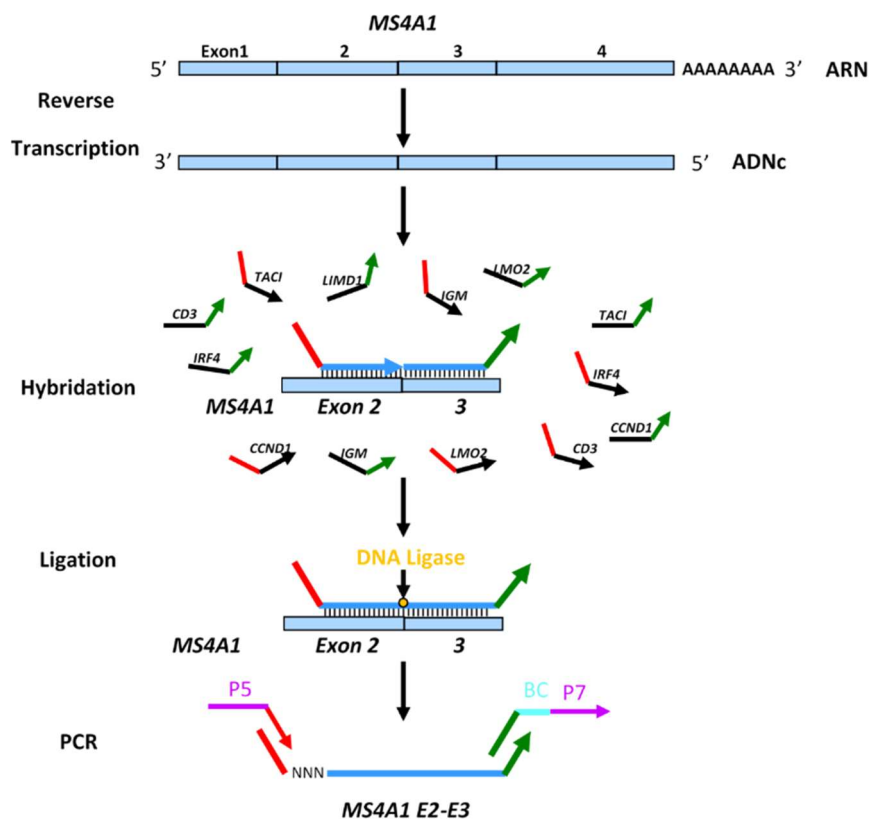 MS4A1
Exon1 2 3 4
5’ AAAAAAAA 3’ ARN
Reverse
Transcription
3’ 5’ ADNc
TACI LIMD1 IGM LMO2
CD3 TACI
IRF4 IRF4
Hybridation
MS4A1 Exon 2 3
CCND1 IGM LMO2 CD3 CCND1
Ligation
DNA Ligase
MS4A1 Exon 2 3
P5 BC P7
PCR
NNN
MS4A1 E2-E3